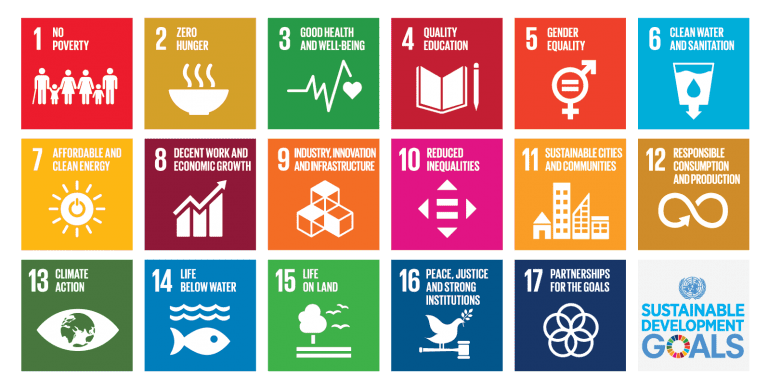 1 NO
POVERTY
2 ZERO
HUNGER
3 GOOD HEALTH
AND WELL-BEING
4 QUALITY
EDUCATION
5 GENDER
EQUALITY
6 CLEAN WATER
AND SANITATION
7 AFFORDABLE AND
CLEAN ENERGY
8 DECENT WORK AND
ECONOMIC GROWTH
9 INDUSTRY, INNOVATION
AND INFRASTRUCTURE
10 REDUCED
INEQUALITIES
11 SUSTAINABLE CITIES
AND COMMUNITIES
12 RESPONSIBLE
CONSUMPTION
AND PRODUCTION
13 CLIMATE
ACTION
14 LIFE
BELOW WATER
15 LIFE
ON LAND
16 PEACE, JUSTICE
AND STRONG
INSTITUTIONS
17 PARTNERSHIPS
FOR THE GOALS
SUSTAINABLE
DEVELOPMENT
GOALS